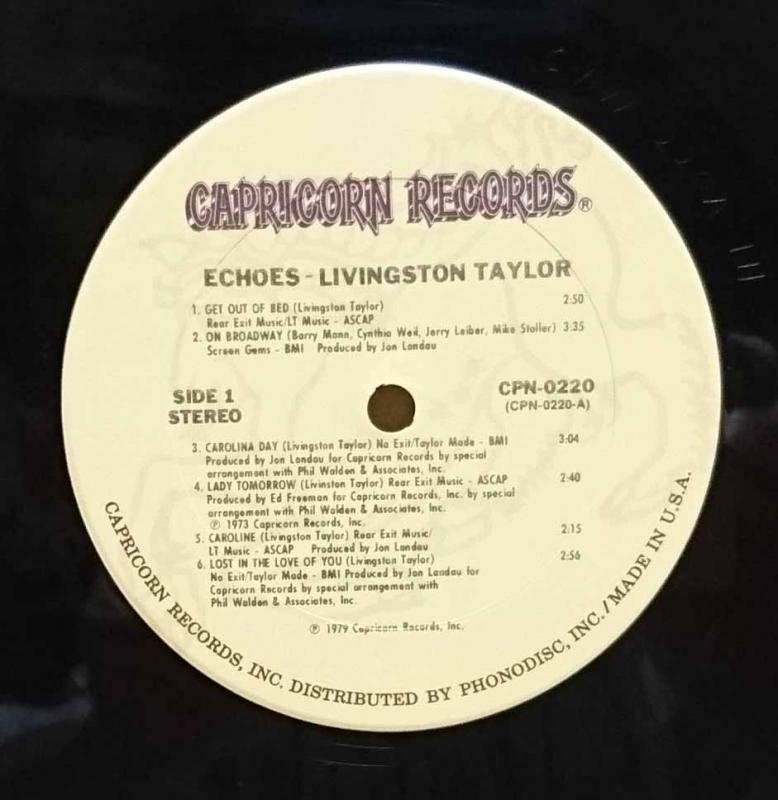 CAPRICORN RECORDS®
ECHOES - LIVINGSTON TAYLOR
1. GET OUT OF BED (Livingston Taylor) 2:50
Rear Exit Music/LT Music - ASCAP
2. ON BROADWAY (Barry Mann, Cynthia Weil, Jerry Leiber, Mike Stoller) 3:35
Screen Gems - BMI Produced by Jon Landau
SIDE 1
STEREO
CPN-0220
(CPN-0220-A)
3. CAROLINA DAY (Livingston Taylor) No Exit/Taylor Made - BMI 3:04
Produced by Jon Landau for Capricorn Records by special
arrangement with Phil Walden & Associates, Inc.
4. LADY TOMORROW (Livinston Taylor) Rear Exit Music - ASCAP 2:40
Produced by Ed Freeman for Capricorn Records, Inc. by special
arrangement with Phil Walden & Associates, Inc.
℗ 1973 Capricorn Records, Inc.
5. CAROLINE (Livingston Taylor) Rear Exit Music/ 2:15
LT Music - ASCAP Produced by Jon Landau
6. LOST IN THE LOVE OF YOU (Livingston Taylor) 2:56
No Exit/Taylor Made - BMI Produced by Jon Landau for
Capricorn Records by special arrangement with
Phil Walden & Associates, Inc.
℗ 1979 Capricorn Records, Inc.
CAPRICORN RECORDS, INC. DISTRIBUTED BY PHONODISC, INC./MADE IN U.S.A.